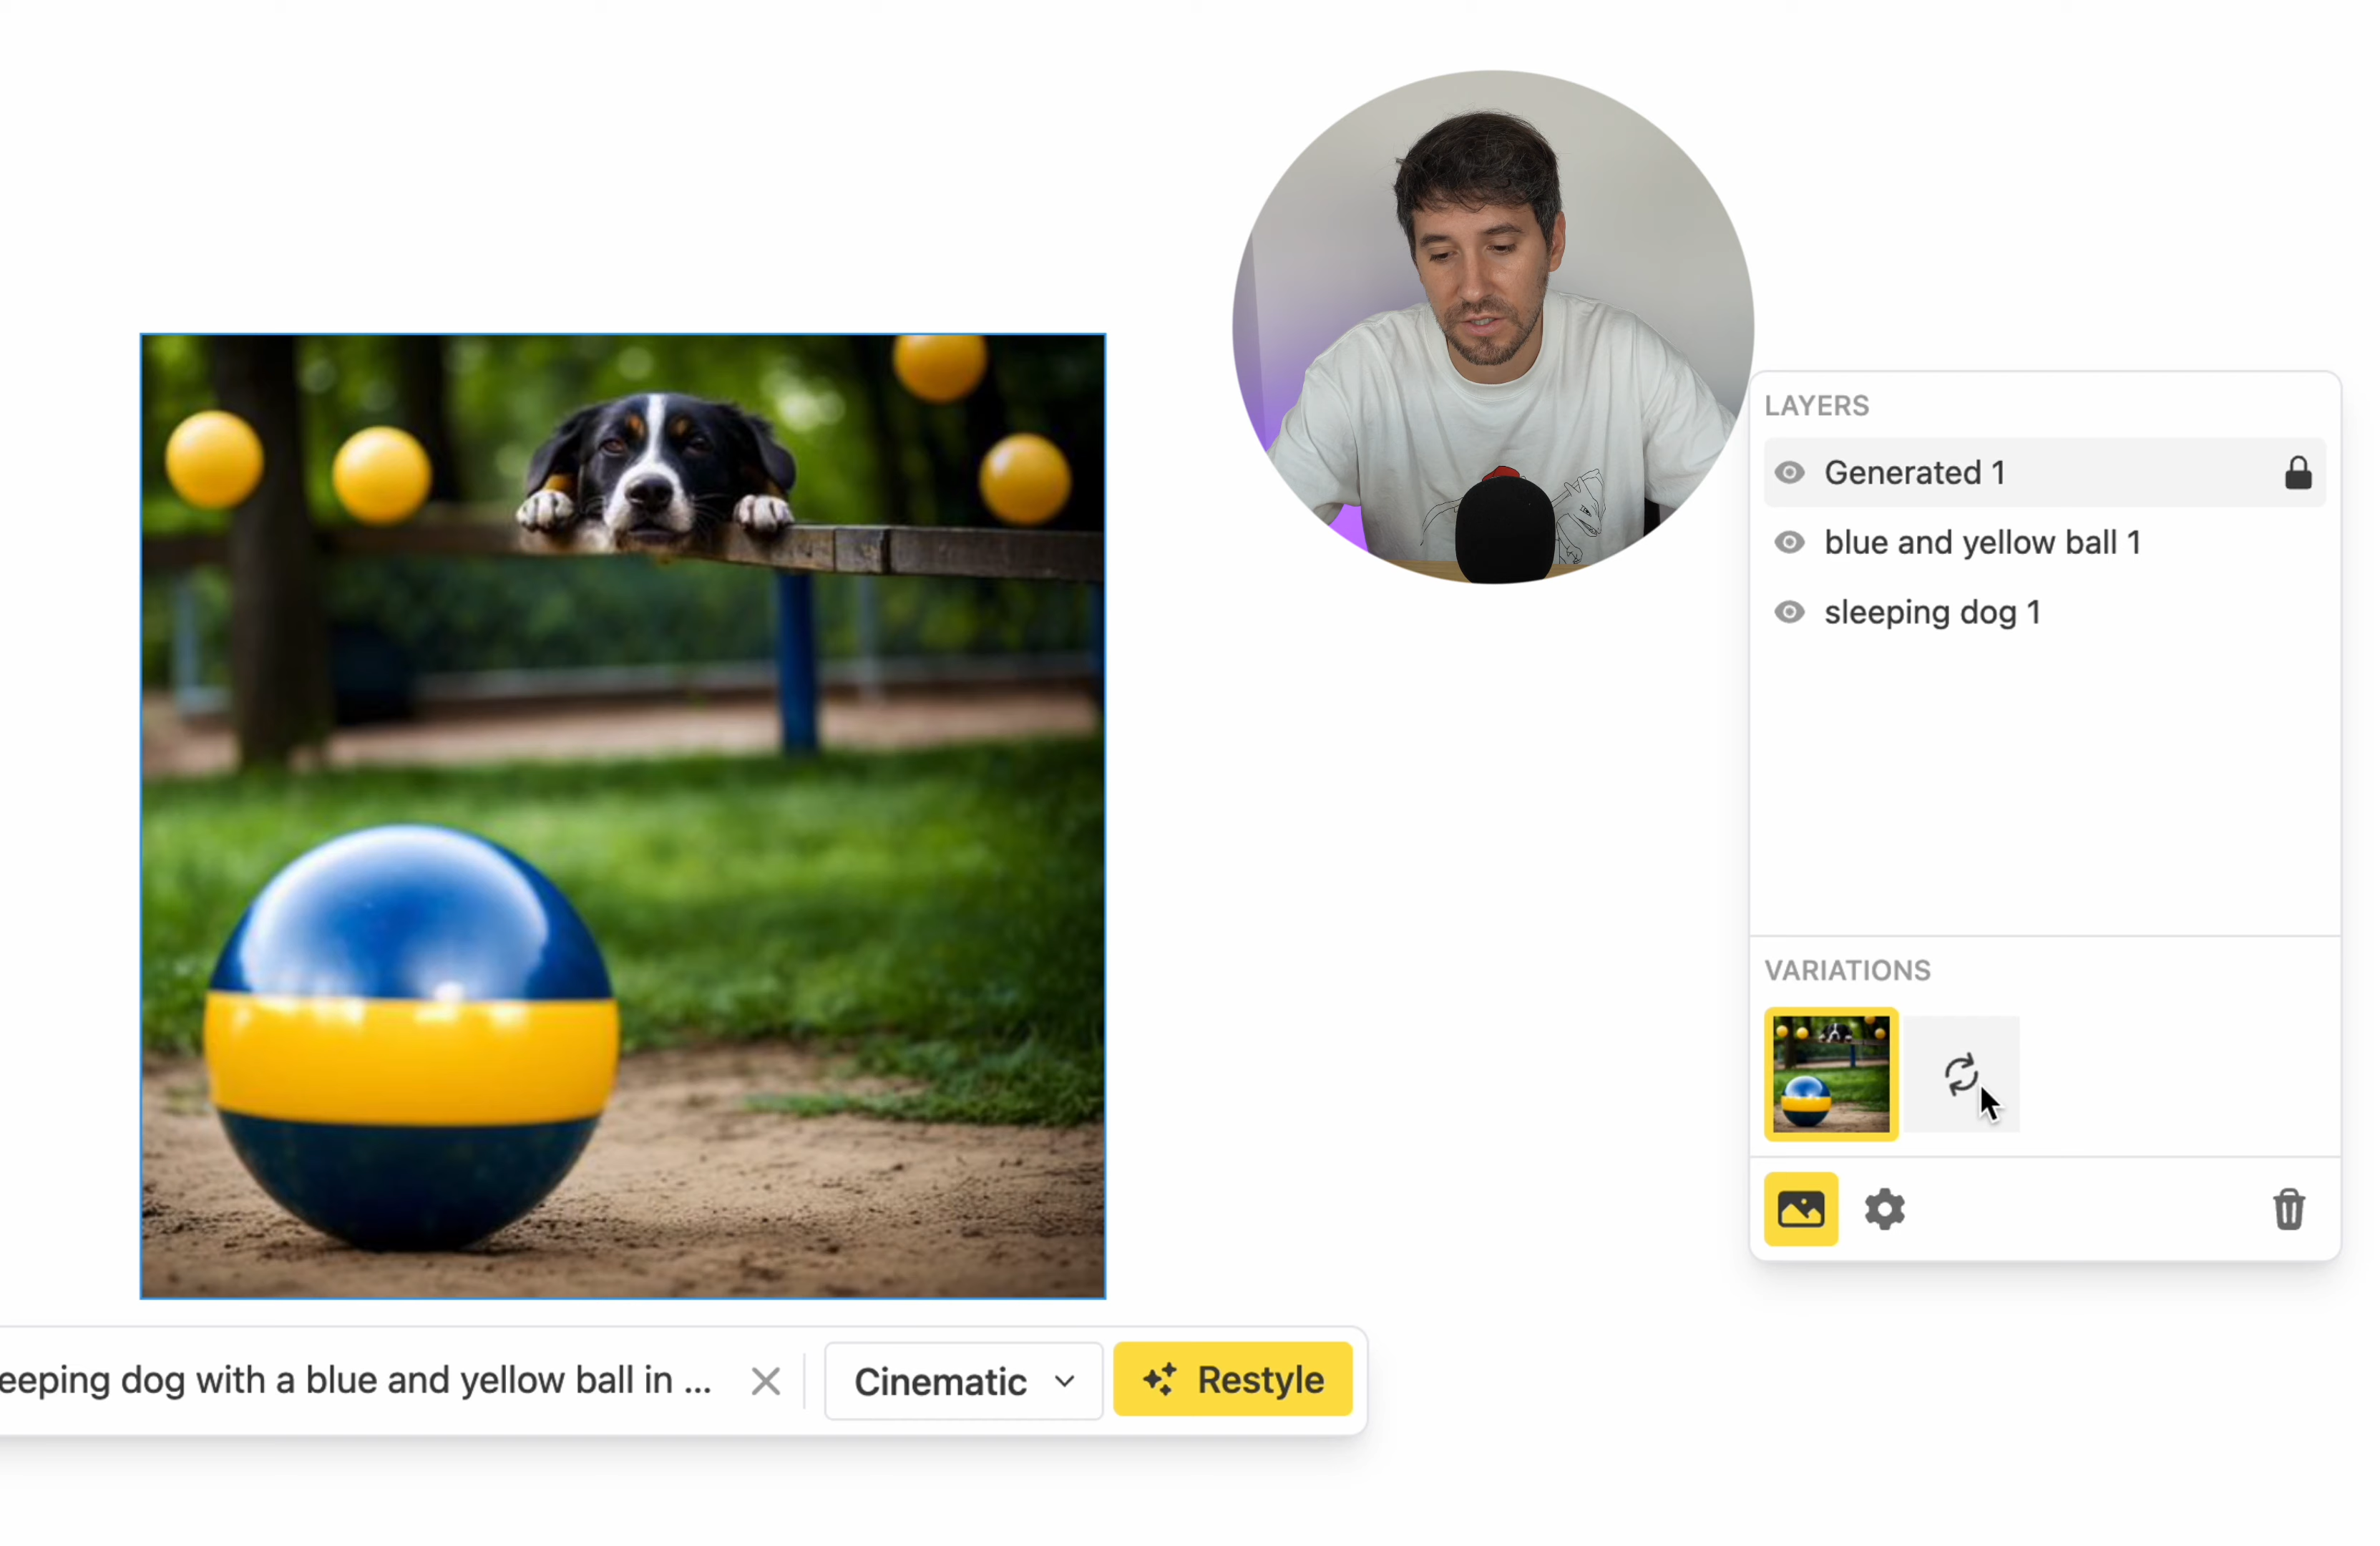 LAYERS
Generated 1
blue and yellow ball 1
sleeping dog 1
VARIATIONS
eeping dog with a blue and yellow ball in ...
Cinematic
Restyle